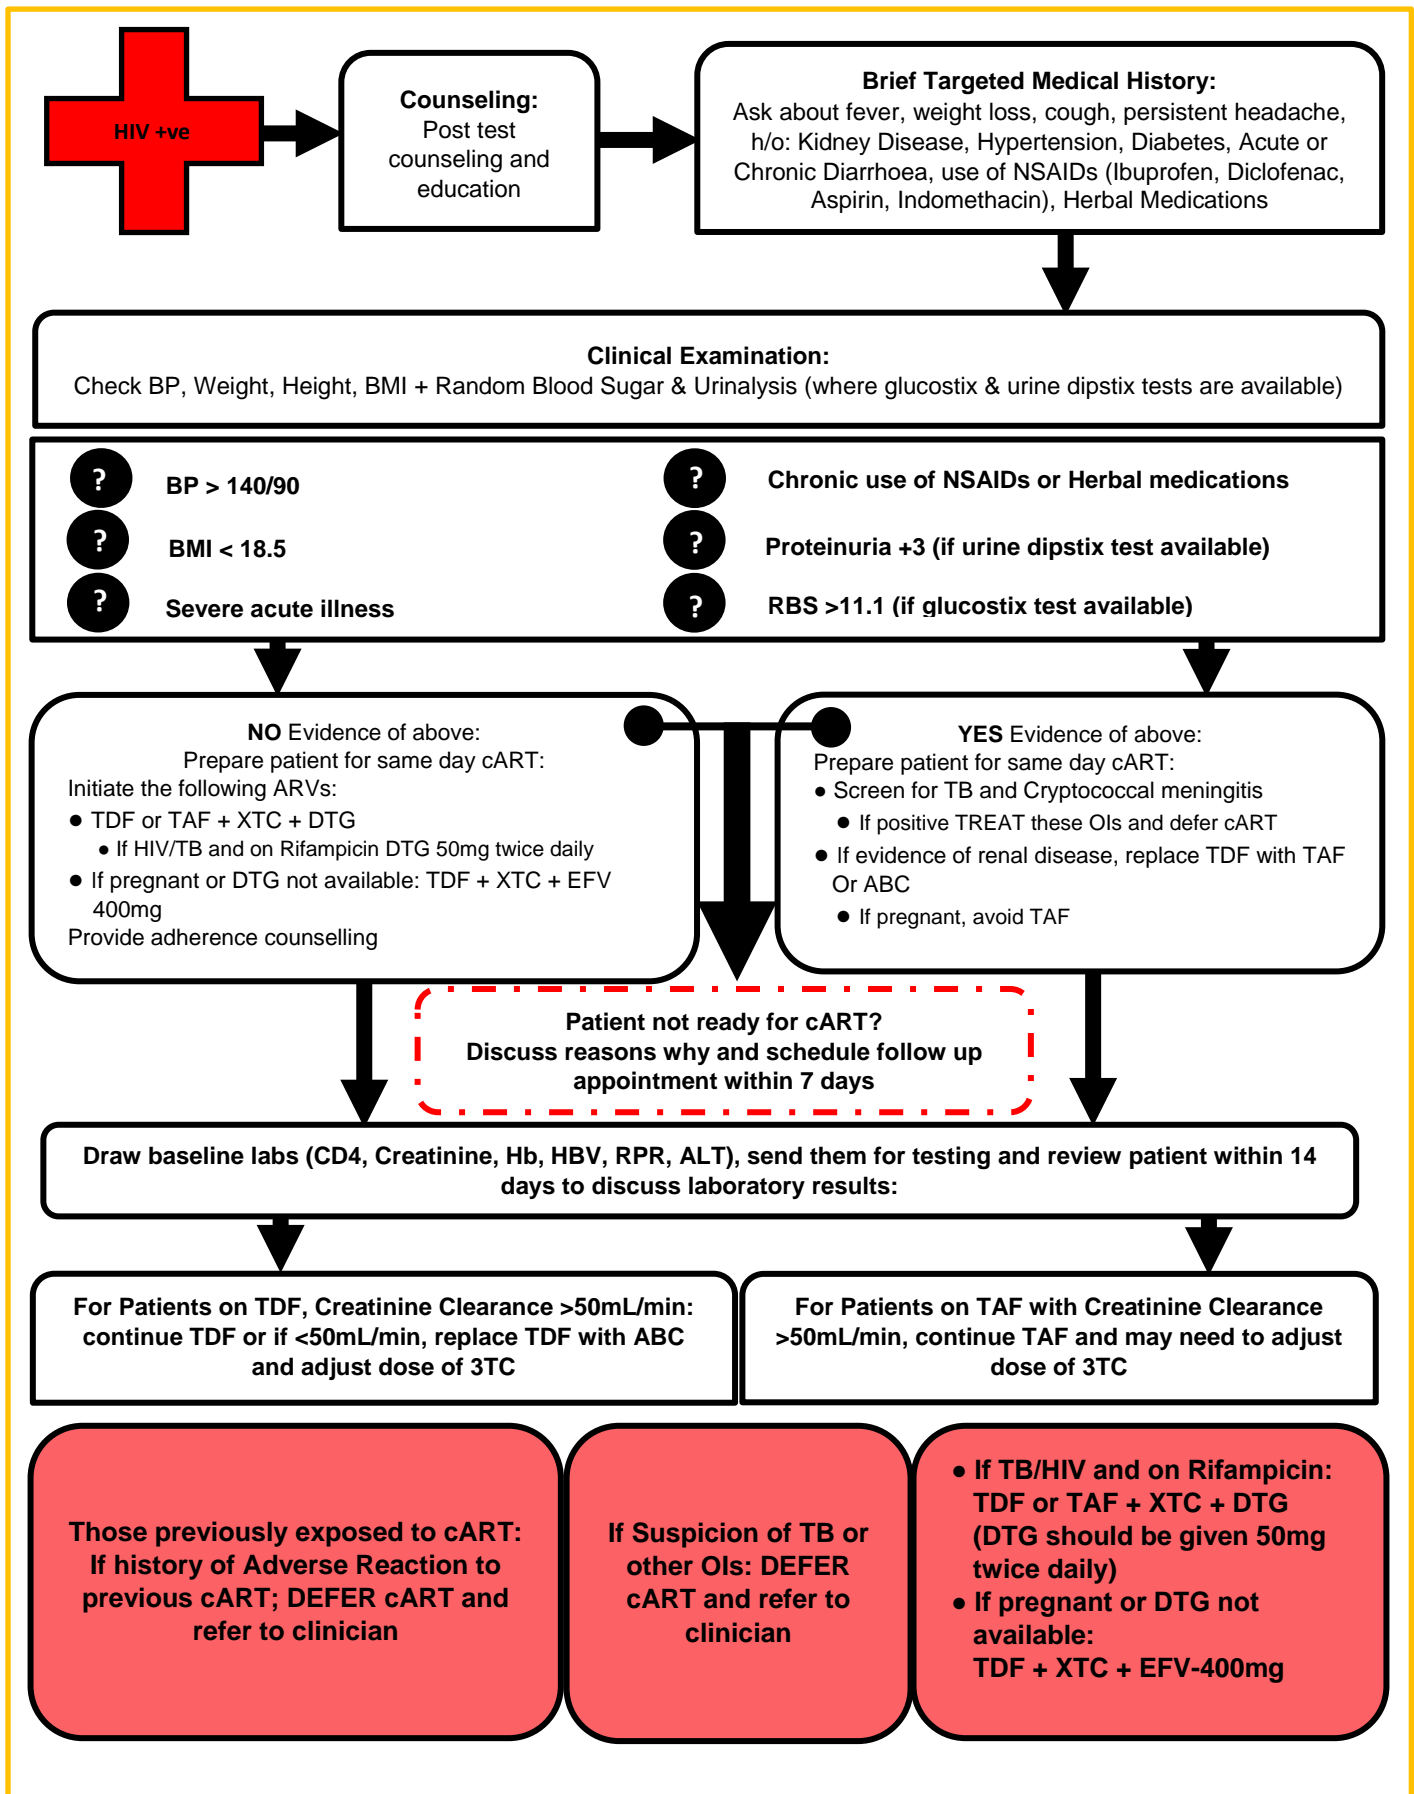 HIV +ve
Counseling:
Post test
counseling and
education
Brief Targeted Medical History:
Ask about fever, weight loss, cough, persistent headache,
h/o: Kidney Disease, Hypertension, Diabetes, Acute or
Chronic Diarrhoea, use of NSAIDs (Ibuprofen, Diclofenac,
Aspirin, Indomethacin), Herbal Medications
Clinical Examination:
Check BP, Weight, Height, BMI + Random Blood Sugar & Urinalysis (where glucostix & urine dipstix tests are available)
? BP > 140/90
? BMI < 18.5
? Severe acute illness
? Chronic use of NSAIDs or Herbal medications
? Proteinuria +3 (if urine dipstix test available)
? RBS >11.1 (if glucostix test available)
NO Evidence of above:
Prepare patient for same day cART:
Initiate the following ARVs:
● TDF or TAF + XTC + DTG
● If HIV/TB and on Rifampicin DTG 50mg twice daily
● If pregnant or DTG not available: TDF + XTC + EFV
400mg
Provide adherence counselling
YES Evidence of above:
Prepare patient for same day cART:
● Screen for TB and Cryptococcal meningitis
● If positive TREAT these OIs and defer cART
● If evidence of renal disease, replace TDF with TAF
Or ABC
● If pregnant, avoid TAF
Patient not ready for cART?
Discuss reasons why and schedule follow up
appointment within 7 days
Draw baseline labs (CD4, Creatinine, Hb, HBV, RPR, ALT), send them for testing and review patient within 14
days to discuss laboratory results:
For Patients on TDF, Creatinine Clearance >50mL/min:
continue TDF or if <50mL/min, replace TDF with ABC
and adjust dose of 3TC
For Patients on TAF with Creatinine Clearance
>50mL/min, continue TAF and may need to adjust
dose of 3TC
Those previously exposed to cART:
If history of Adverse Reaction to
previous cART; DEFER cART and
refer to clinician
If Suspicion of TB or
other OIs: DEFER
cART and refer to
clinician
● If TB/HIV and on Rifampicin:
TDF or TAF + XTC + DTG
(DTG should be given 50mg
twice daily)
● If pregnant or DTG not
available:
TDF + XTC + EFV-400mg